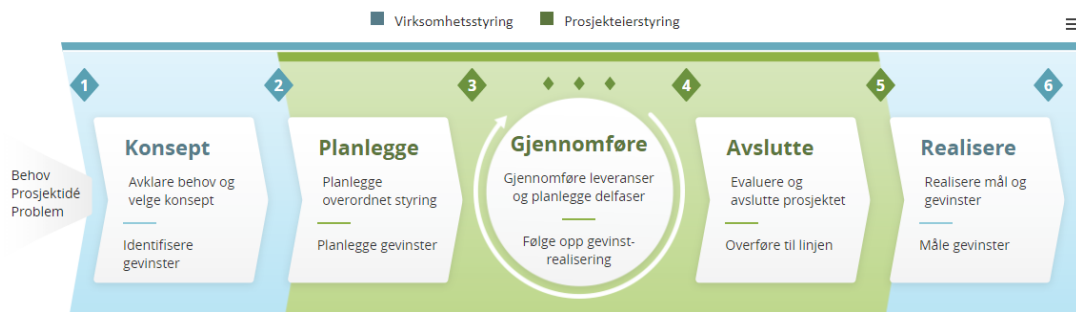 Virksomhetsstyring
Prosjekteierstyring
1
2
3
4
5
6
Behov
Prosjektidé
Problem
Konsept
Avklare behov og
velge konsept
Identifisere
gevinster
Planlegge
Planlegge
overordnet styring
Planlegge gevinster
Gjennomføre
Gjennomføre leveranser
og planlegge delfaser
Følge opp gevinst-
realisering
Avslutte
Evaluere og
avslutte prosjektet
Overføre til linjen
Realisere
Realisere mål og
gevinster
Måle gevinster